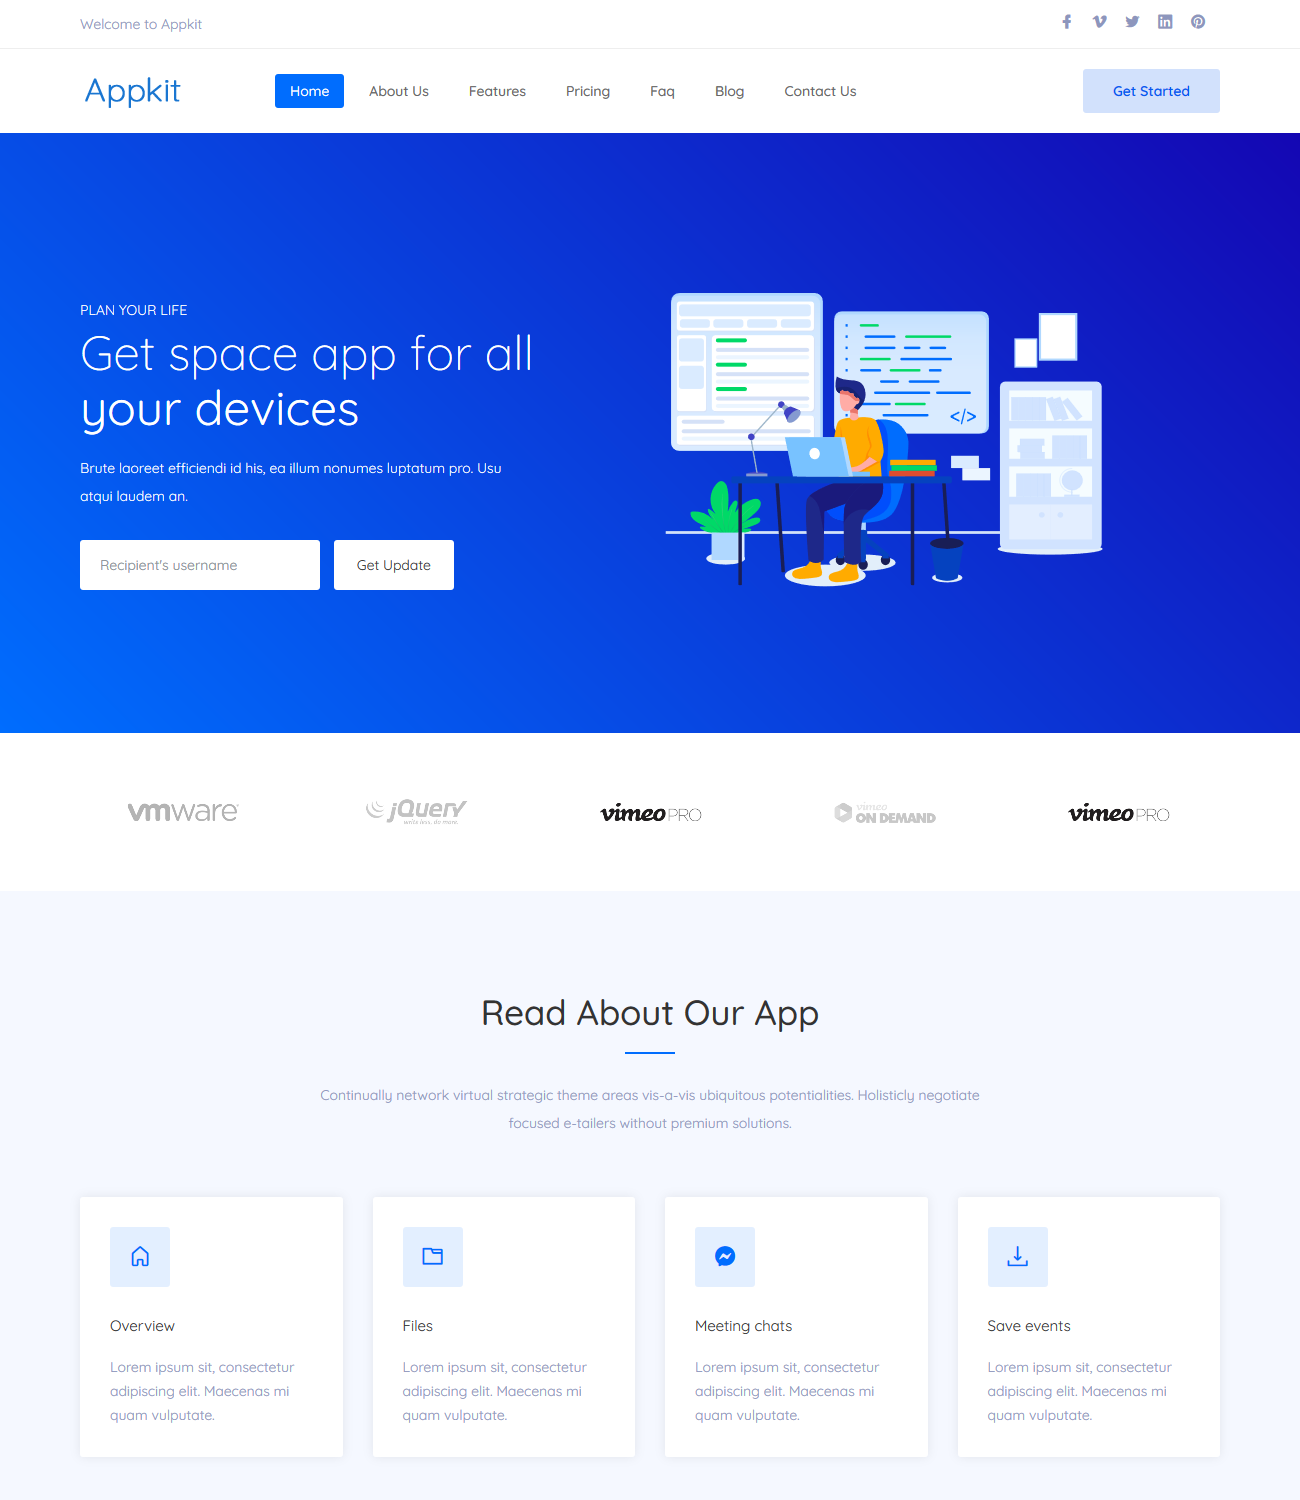 Welcome to Appkit
Appkit
Home
About Us
Features
Pricing
Faq
Blog
Contact Us
Get Started
PLAN YOUR LIFE
Get space app for all
your devices
Brute laoreet efficiendi id his, ea illum nonumes luptatum pro. Usu
atqui laudem an.
Recipient's username
Get Update
</>
vmware
jQuery
write less. do more.
vimeo PRO
vimeo
ON DEMAND
vimeo PRO
Read About Our App
Continually network virtual strategic theme areas vis-a-vis ubiquitous potentialities. Holisticly negotiate
focused e-tailers without premium solutions.
Overview
Lorem ipsum sit, consectetur
adipiscing elit. Maecenas mi
quam vulputate.
Files
Lorem ipsum sit, consectetur
adipiscing elit. Maecenas mi
quam vulputate.
Meeting chats
Lorem ipsum sit, consectetur
adipiscing elit. Maecenas mi
quam vulputate.
Save events
Lorem ipsum sit, consectetur
adipiscing elit. Maecenas mi
quam vulputate.